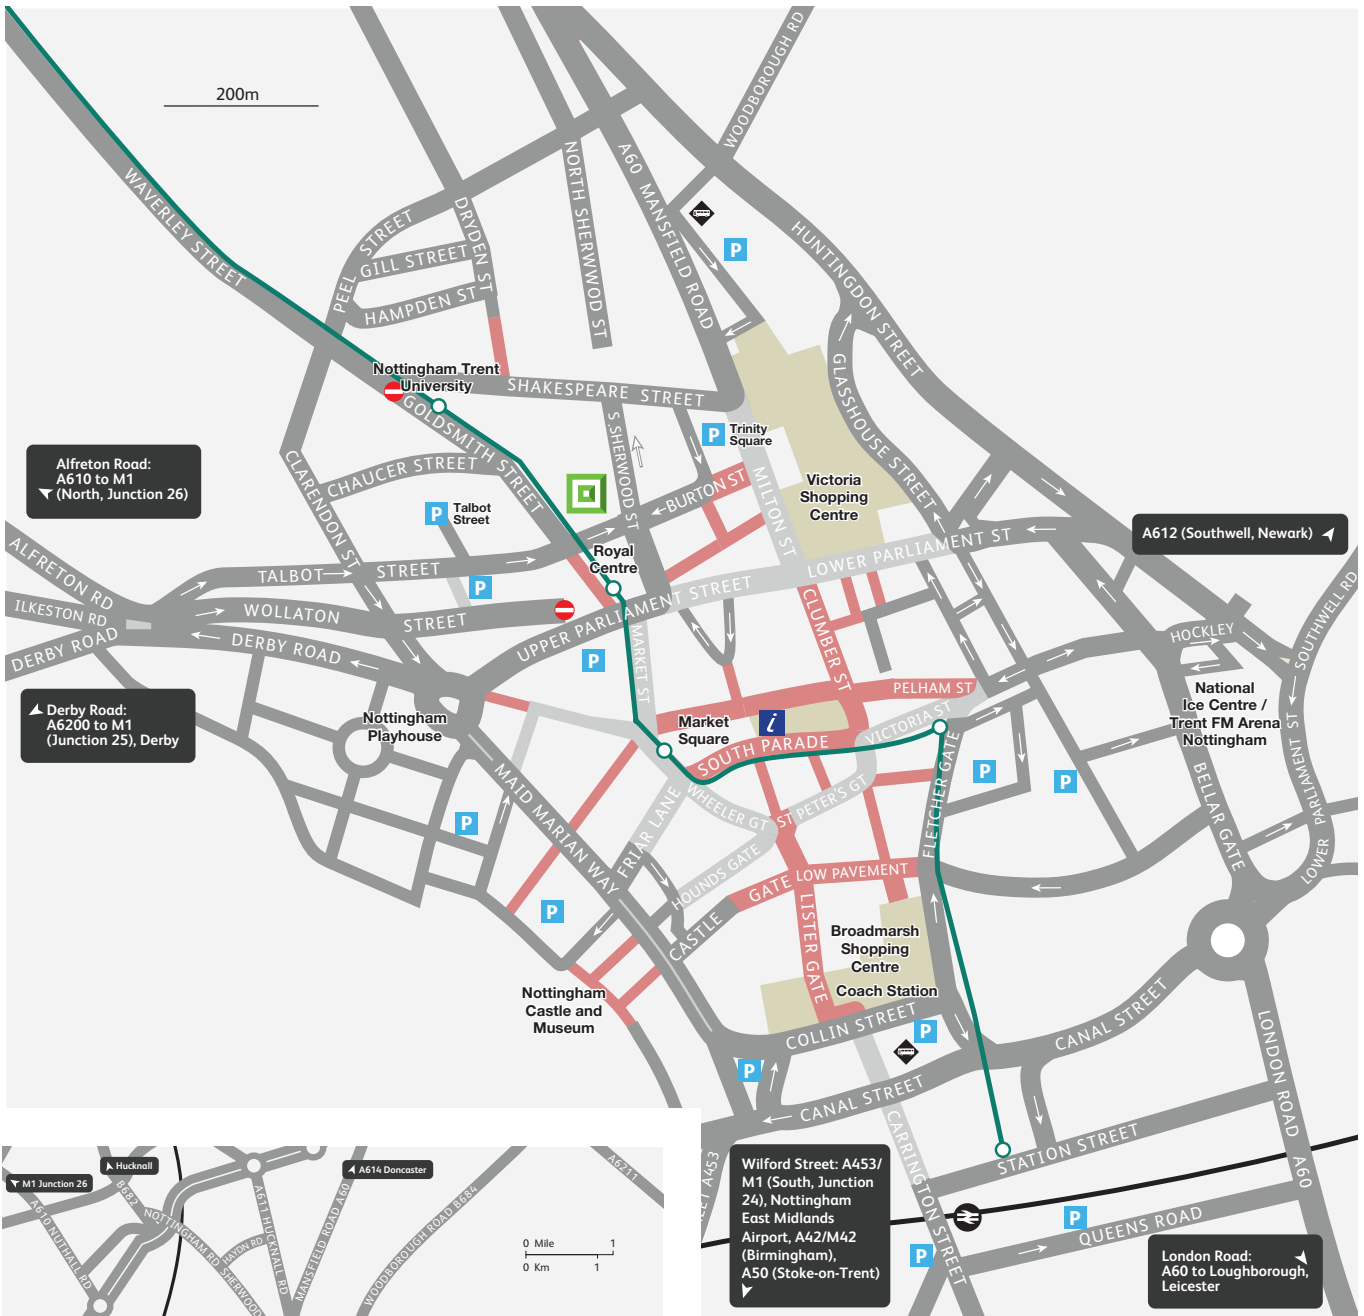 WOODBOROUGH RD
200m
WAVERLEY STREET
NORTH SHERWWOD ST
A60 MANSFIELD ROAD
PEEL STREET
DRYDEN ST
GILL STREET
HAMPDEN ST
HUNTINGDON STREET
P
Nottingham Trent
University
SHAKESPEARE STREET
GOLDSMITH STREET
GLASSHOUSE STREET
S.SHERWOOD ST
P
Trinity
Square
Alfreton Road:
A610 to M1
(North, Junction 26)
CLARENDON ST
CHAUCER STREET
BURTON ST
MILTON ST
Victoria
Shopping
Centre
P
Talbot
Street
A612 (Southwell, Newark)
ALFRETON RD
ILKESTON RD
DERBY ROAD
TALBOT STREET
P
Royal
Centre
LOWER PARLIAMENT ST
WOLLATON STREET
UPPER PARLIAMENT STREET
DERBY ROAD
P
MARKET ST
CLUMBER ST
HOCKLEY
SOUTHWELL RD
PELHAM ST
Derby Road:
A6200 to M1
(Junction 25), Derby
Nottingham
Playhouse
Market
Square
i
VICTORIA ST
National
Ice Centre /
Trent FM Arena
Nottingham
SOUTH PARADE
FLETCHER GATE
P
P
BELLAR GATE
LOWER PARLIAMENT ST
MAID MARIAN WAY
P
FRIAR LANE
WHEELER GT
ST PETER'S GT
HOUNDS GATE
LOW PAVEMENT
CASTLE GATE
P
LISTER GATE
Broadmarsh
Shopping
Centre
Coach Station
Nottingham
Castle and
Museum
COLLIN STREET
P
P
CANAL STREET
CANAL STREET
LONDON ROAD A60
CARRINGTON STREET
STATION STREET
QUEENS ROAD
P
P
Wilford Street: A453/
M1 (South, Junction
24), Nottingham
East Midlands
Airport, A42/M42
(Birmingham),
A50 (Stoke-on-Trent)
London Road:
A60 to Loughborough,
Leicester
A453
M1 Junction 26
Hucknall
A614 Doncaster
A6211
B682
A610 NUTHALL RD
NOTTINGHAM RD
HAYDN RD
SHERWOOD
A611 HUCKNALL RD
MANSFIELD ROAD A60
WOODBOROUGH ROAD B684
0 Mile 1
0 Km 1